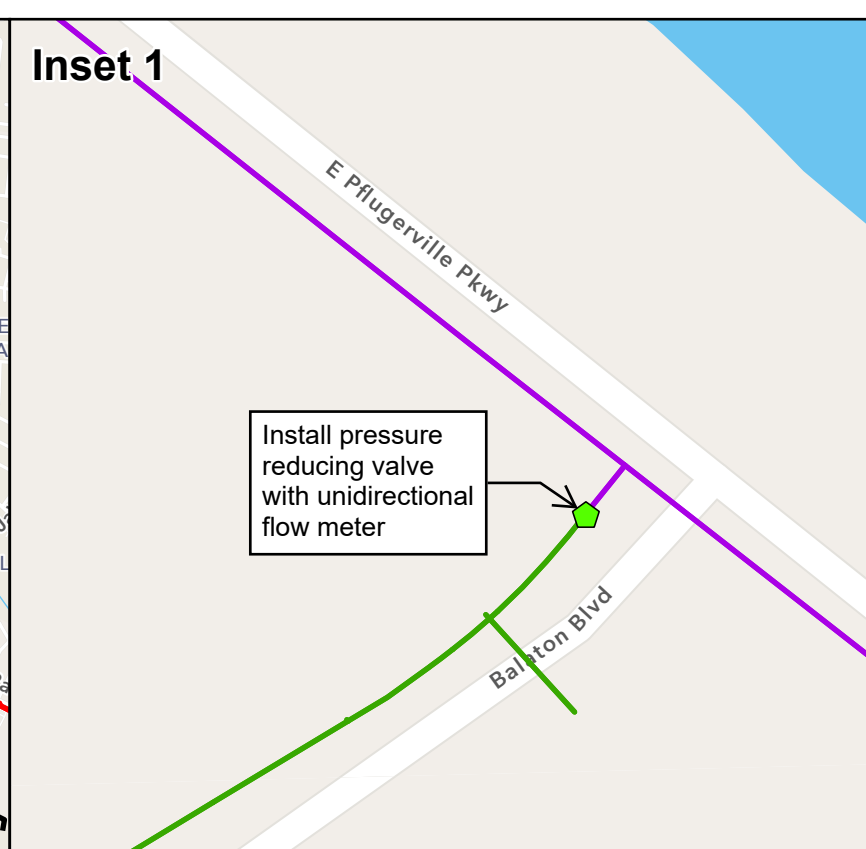 Inset 1
E Pflugerville Pkwy
Install pressure
reducing valve
with unidirectional
flow meter
Balaton Blvd